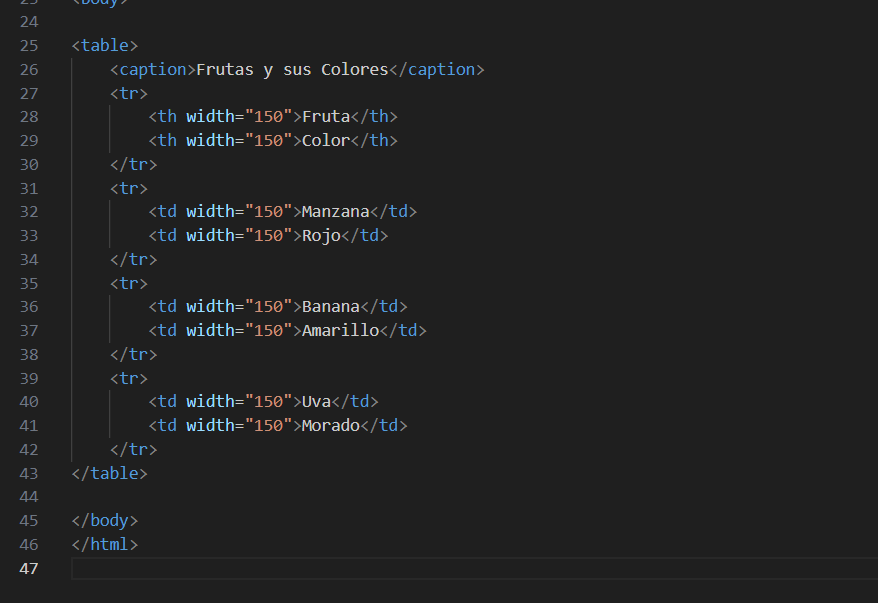 23 <body>
24
25 <table>
26     <caption>Frutas y sus Colores</caption>
27     <tr>
28         <th width="150">Fruta</th>
29         <th width="150">Color</th>
30     </tr>
31     <tr>
32         <td width="150">Manzana</td>
33         <td width="150">Rojo</td>
34     </tr>
35     <tr>
36         <td width="150">Banana</td>
37         <td width="150">Amarillo</td>
38     </tr>
39     <tr>
40         <td width="150">Uva</td>
41         <td width="150">Morado</td>
42     </tr>
43 </table>
44
45 </body>
46 </html>
47